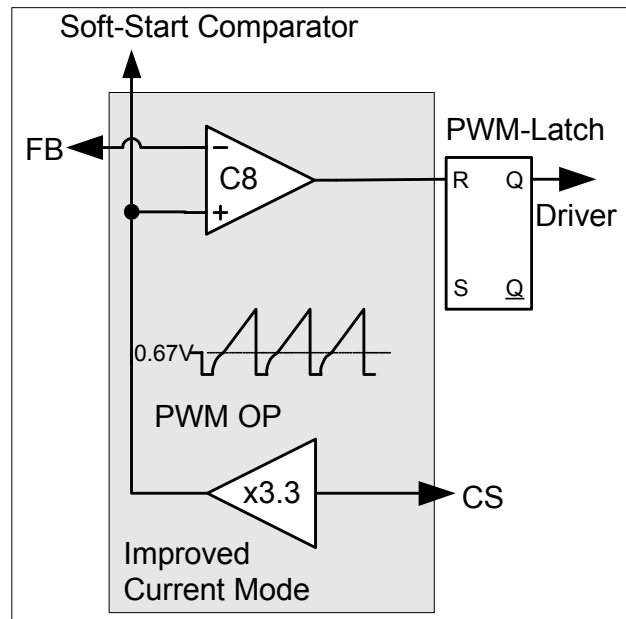 Soft-Start Comparator
FB
PWM-Latch
−
C8
+
R Q
Driver
S Q
0.67V
PWM OP
x3.3
CS
Improved
Current Mode